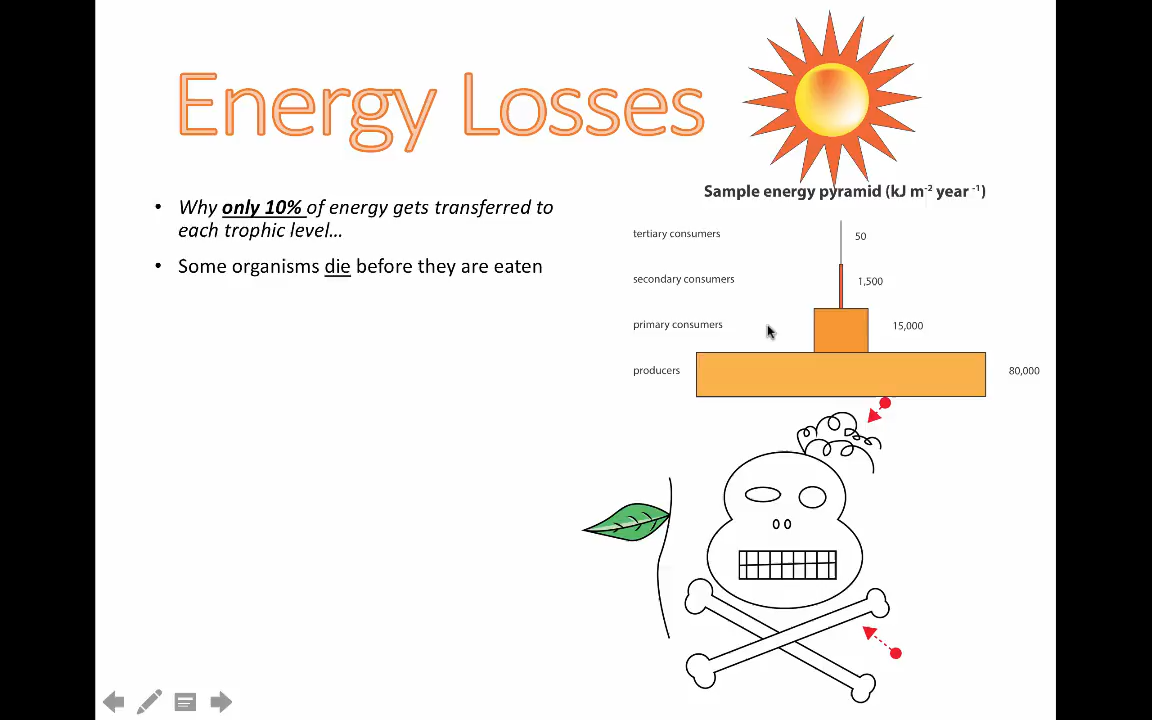 Energy Losses
• Why only 10% of energy gets transferred to
each trophic level...
• Some organisms die before they are eaten
Sample energy pyramid (kJ m-2 year -1)
tertiary consumers 50
secondary consumers 1,500
primary consumers 15,000
producers 80,000